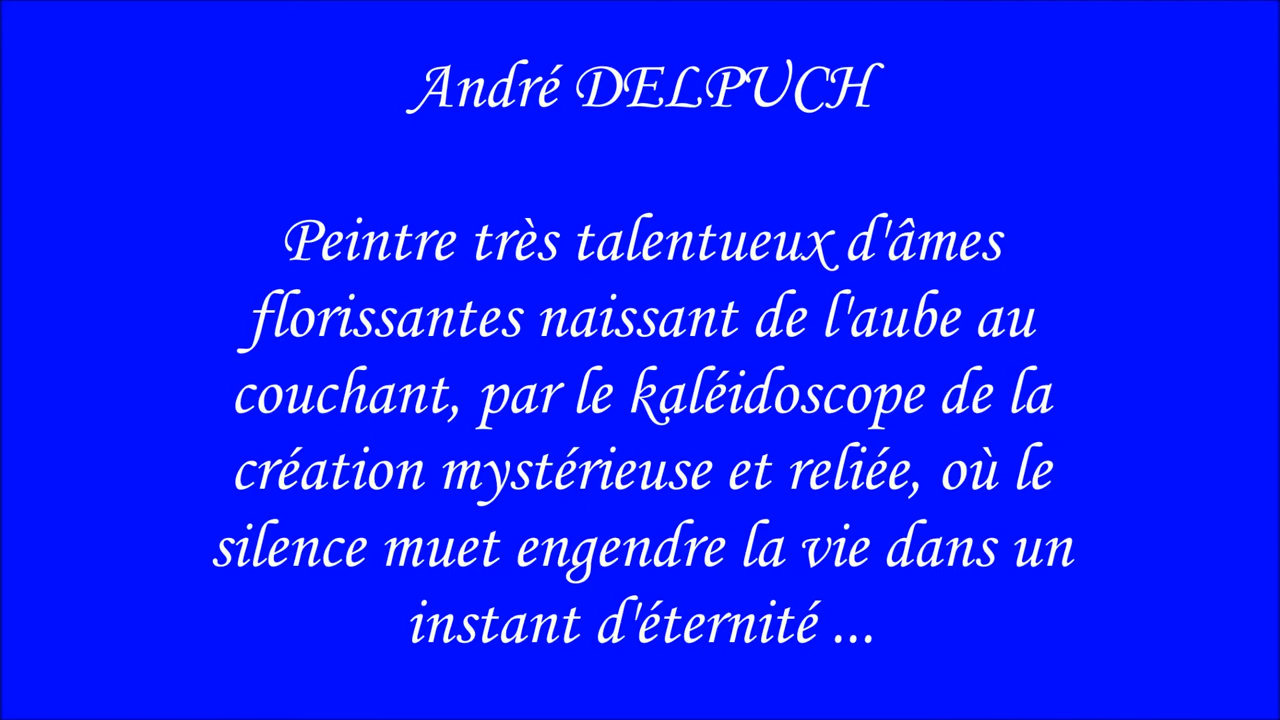 André DELPUCH
Peintre très talentueux d'âmes
florissantes naissant de l'aube au
couchant, par le kaléidoscope de la
création mystérieuse et reliée, où le
silence muet engendre la vie dans un
instant d'éternité ...